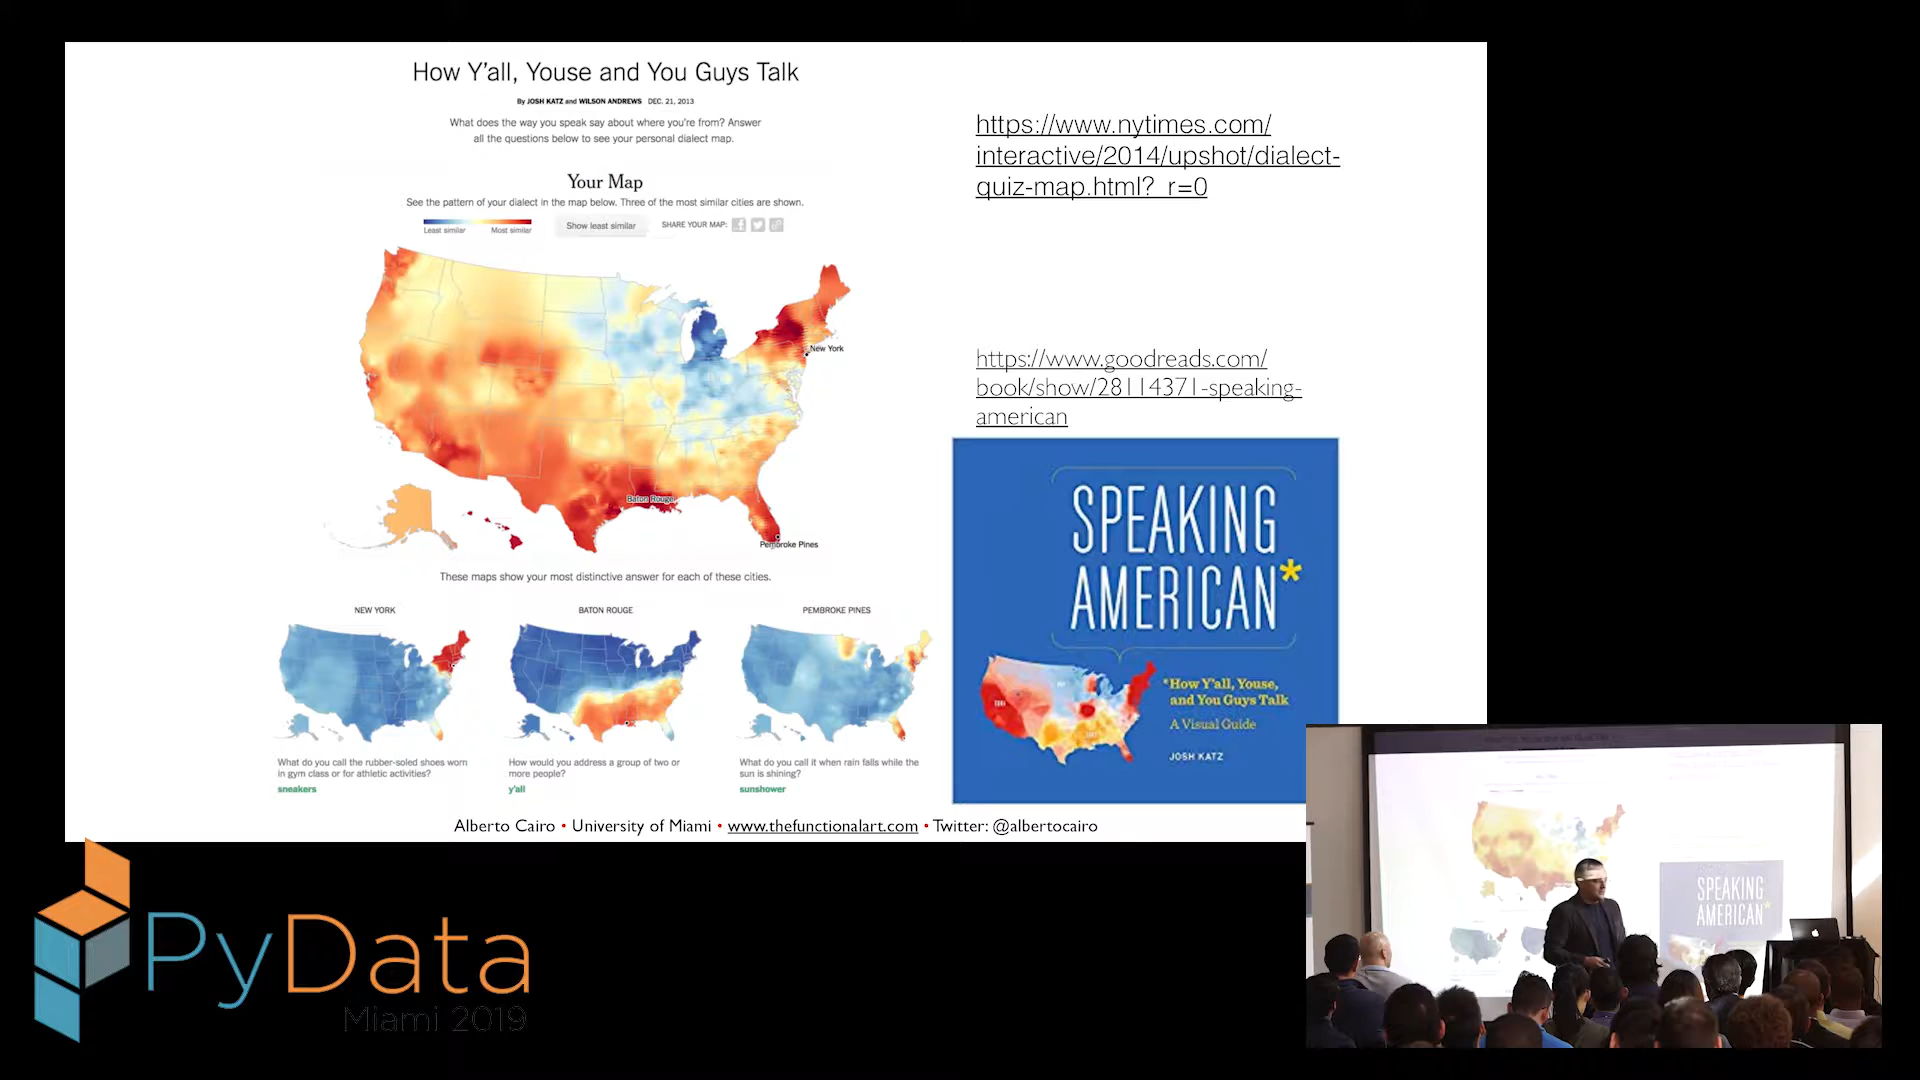 How Y'all, Youse and You Guys Talk
By JOSH KATZ and WILSON ANDREWS DEC. 21, 2013
What does the way you speak say about where you're from? Answer
all the questions below to see your personal dialect map.
Your Map
See the pattern of your dialect in the map below. Three of the most similar cities are shown.
Least similar
Most similar
Show least similar
SHARE YOUR MAP:
New York
Baton Rouge
Pembroke Pines
These maps show your most distinctive answer for each of these cities.
NEW YORK
BATON ROUGE
PEMBROKE PINES
What do you call the rubber-soled shoes worn
in gym class or for athletic activities?
sneakers
How would you address a group of two or
more people?
y'all
What do you call it when rain falls while the
sun is shining?
sunshower
https://www.nytimes.com/
interactive/2014/upshot/dialect-
quiz-map.html?_r=0
https://www.goodreads.com/
book/show/28114371-speaking-
american
SPEAKING
AMERICAN*
*How Y'all, Youse,
and You Guys Talk
A Visual Guide
JOSH KATZ
Alberto Cairo • University of Miami • www.thefunctionalart.com • Twitter: @albertocairo
SPEAKING
AMERICAN*
PyData
Miami 2019